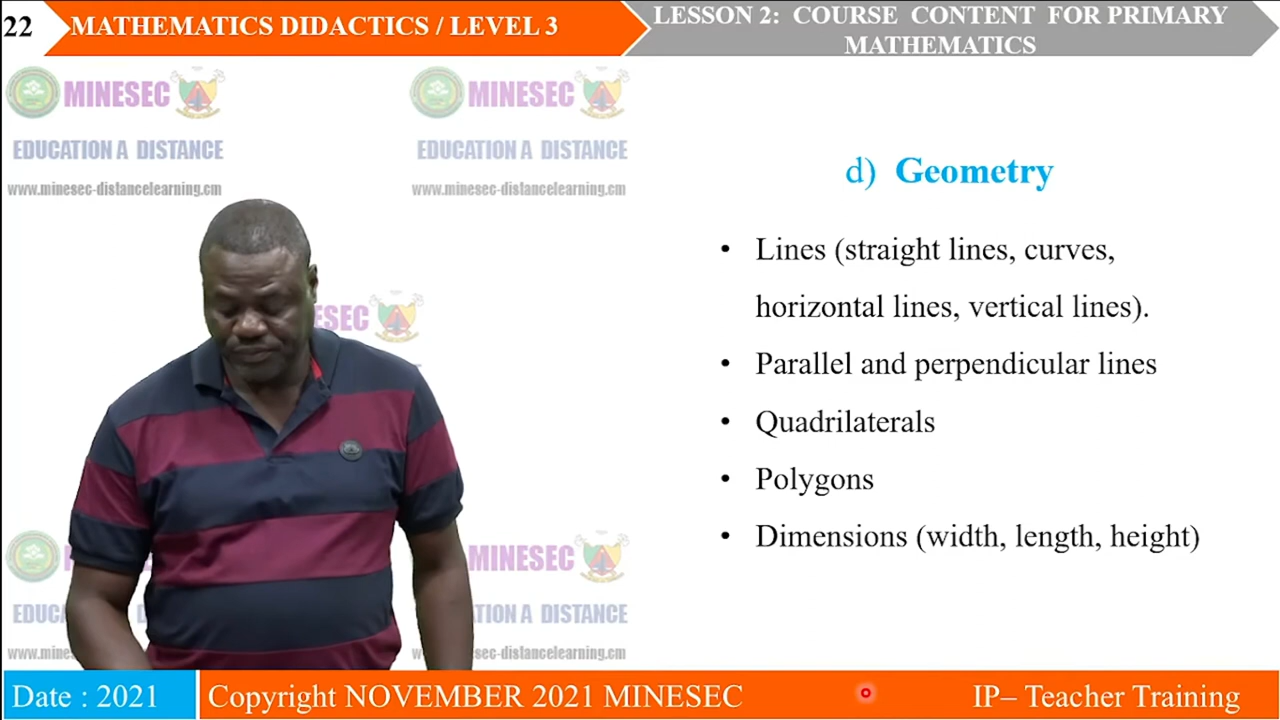 22
MATHEMATICS DIDACTICS / LEVEL 3
LESSON 2: COURSE CONTENT FOR PRIMARY
MATHEMATICS
MINESEC
MINESEC
EDUCATION A DISTANCE
EDUCATION A DISTANCE
www.minesec-distancelearning.cm
www.minesec-distancelearning.cm
d) Geometry
• Lines (straight lines, curves,
horizontal lines, vertical lines).
• Parallel and perpendicular lines
• Quadrilaterals
• Polygons
• Dimensions (width, length, height)
MINESEC
A DISTANCE
Date : 2021
Copyright NOVEMBER 2021 MINESEC
IP– Teacher Training